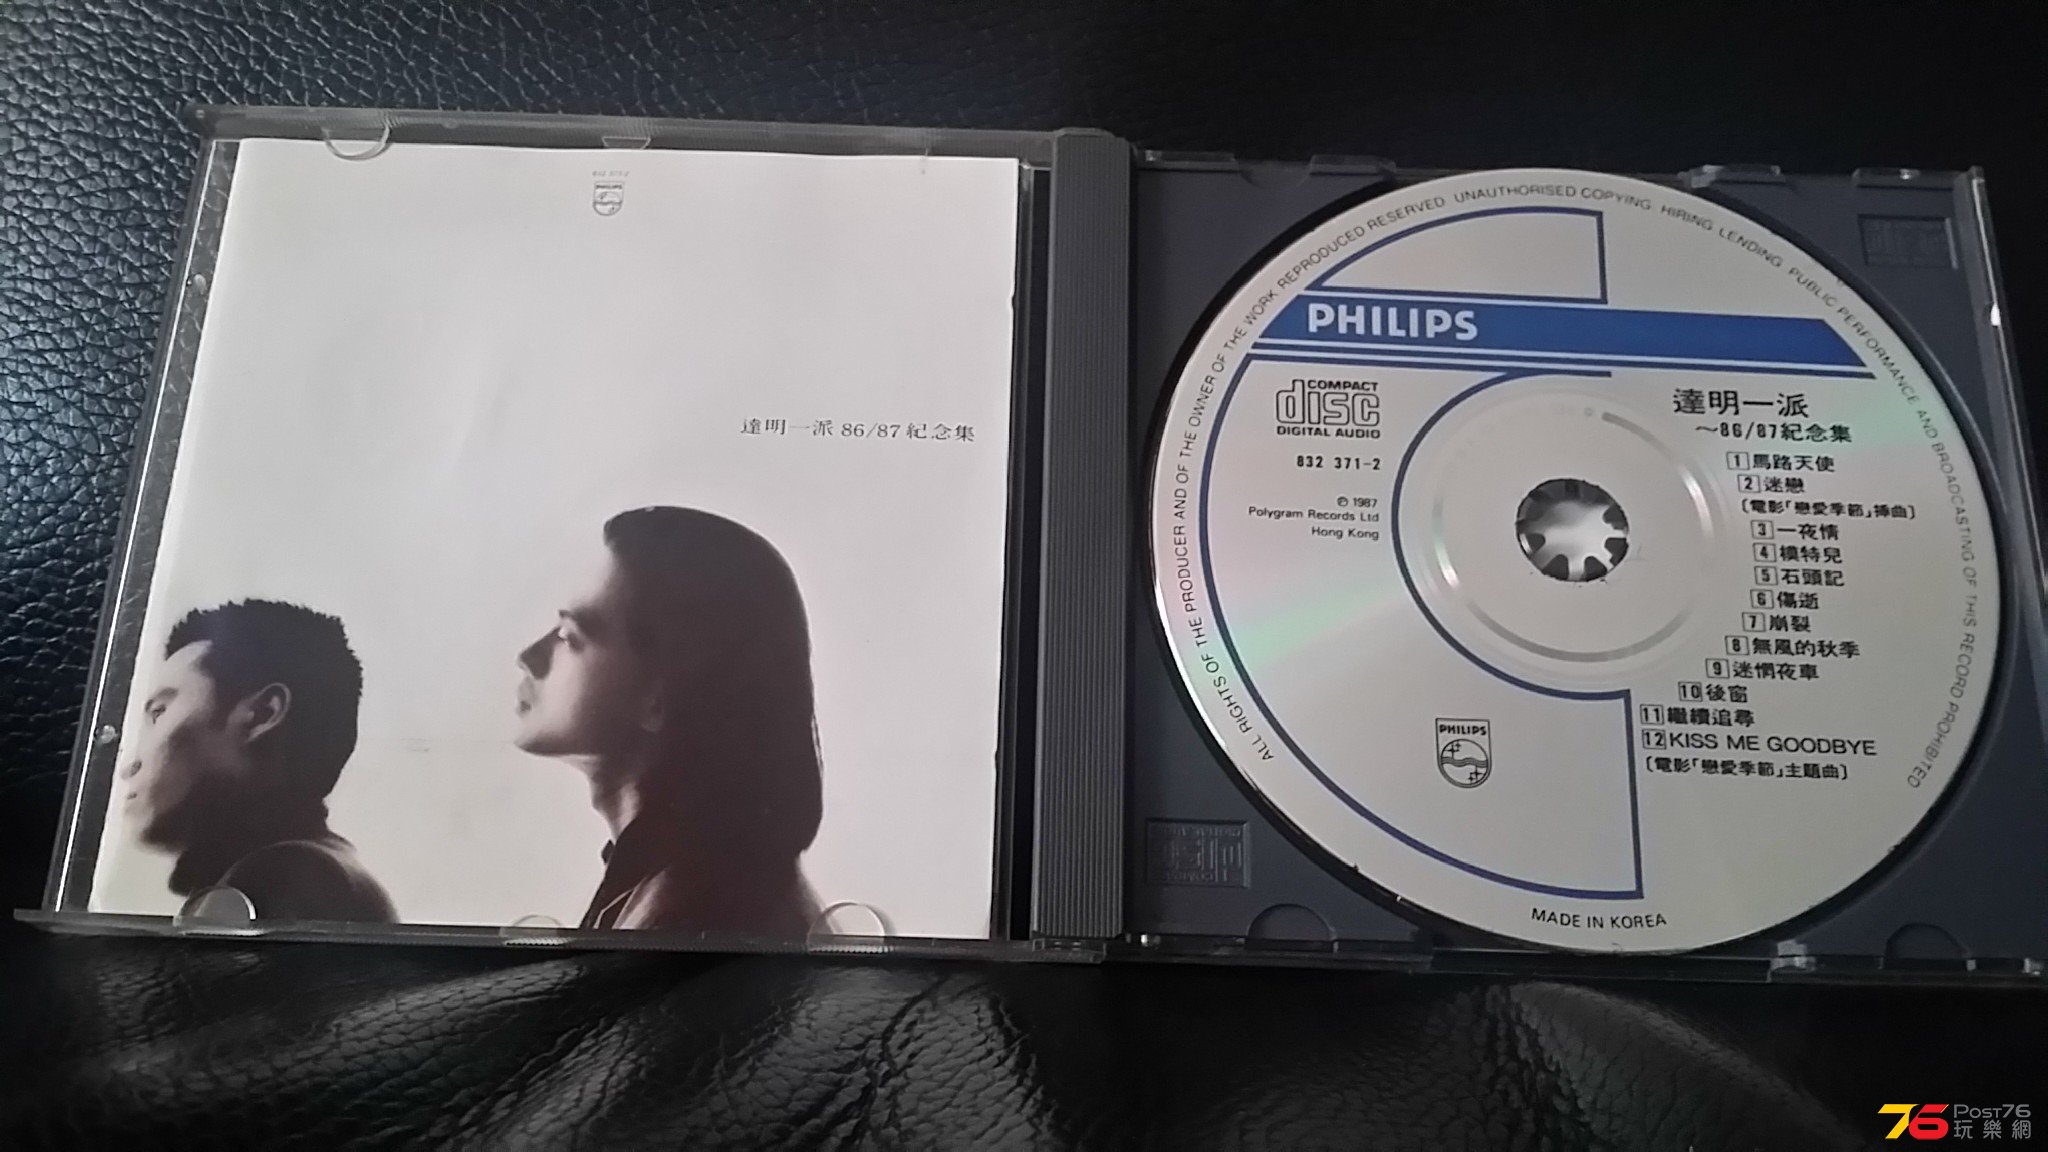 832 371-2
PHILIPS
達明一派 86/87 紀念集
ALL RIGHTS OF THE PRODUCER AND OF THE OWNER OF THE WORK REPRODUCED RESERVED UNAUTHORISED COPYING HIRING LENDING PUBLIC PERFORMANCE AND BROADCASTING OF THIS RECORD PROHIBITED
PHILIPS
COMPACT
disc
DIGITAL AUDIO
832 371-2
℗ 1987
Polygram Records Ltd
Hong Kong
達明一派
～86/87紀念集
1 馬路天使
2 迷戀
〔電影「戀愛季節」挿曲〕
3 一夜情
4 模特兒
5 石頭記
6 傷逝
7 崩裂
8 無風的秋季
9 迷惘夜車
10 後窗
11 繼續追尋
12 KISS ME GOODBYE
〔電影「戀愛季節」主題曲〕
PHILIPS
MADE IN KOREA
76 POST76
玩樂網